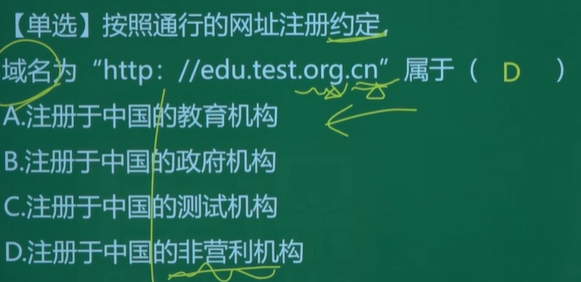 【单选】按照通行的网址注册约定，
域名为“http：//edu.test.org.cn”属于（ D ）
A.注册于中国的教育机构
B.注册于中国的政府机构
C.注册于中国的测试机构
D.注册于中国的非营利机构